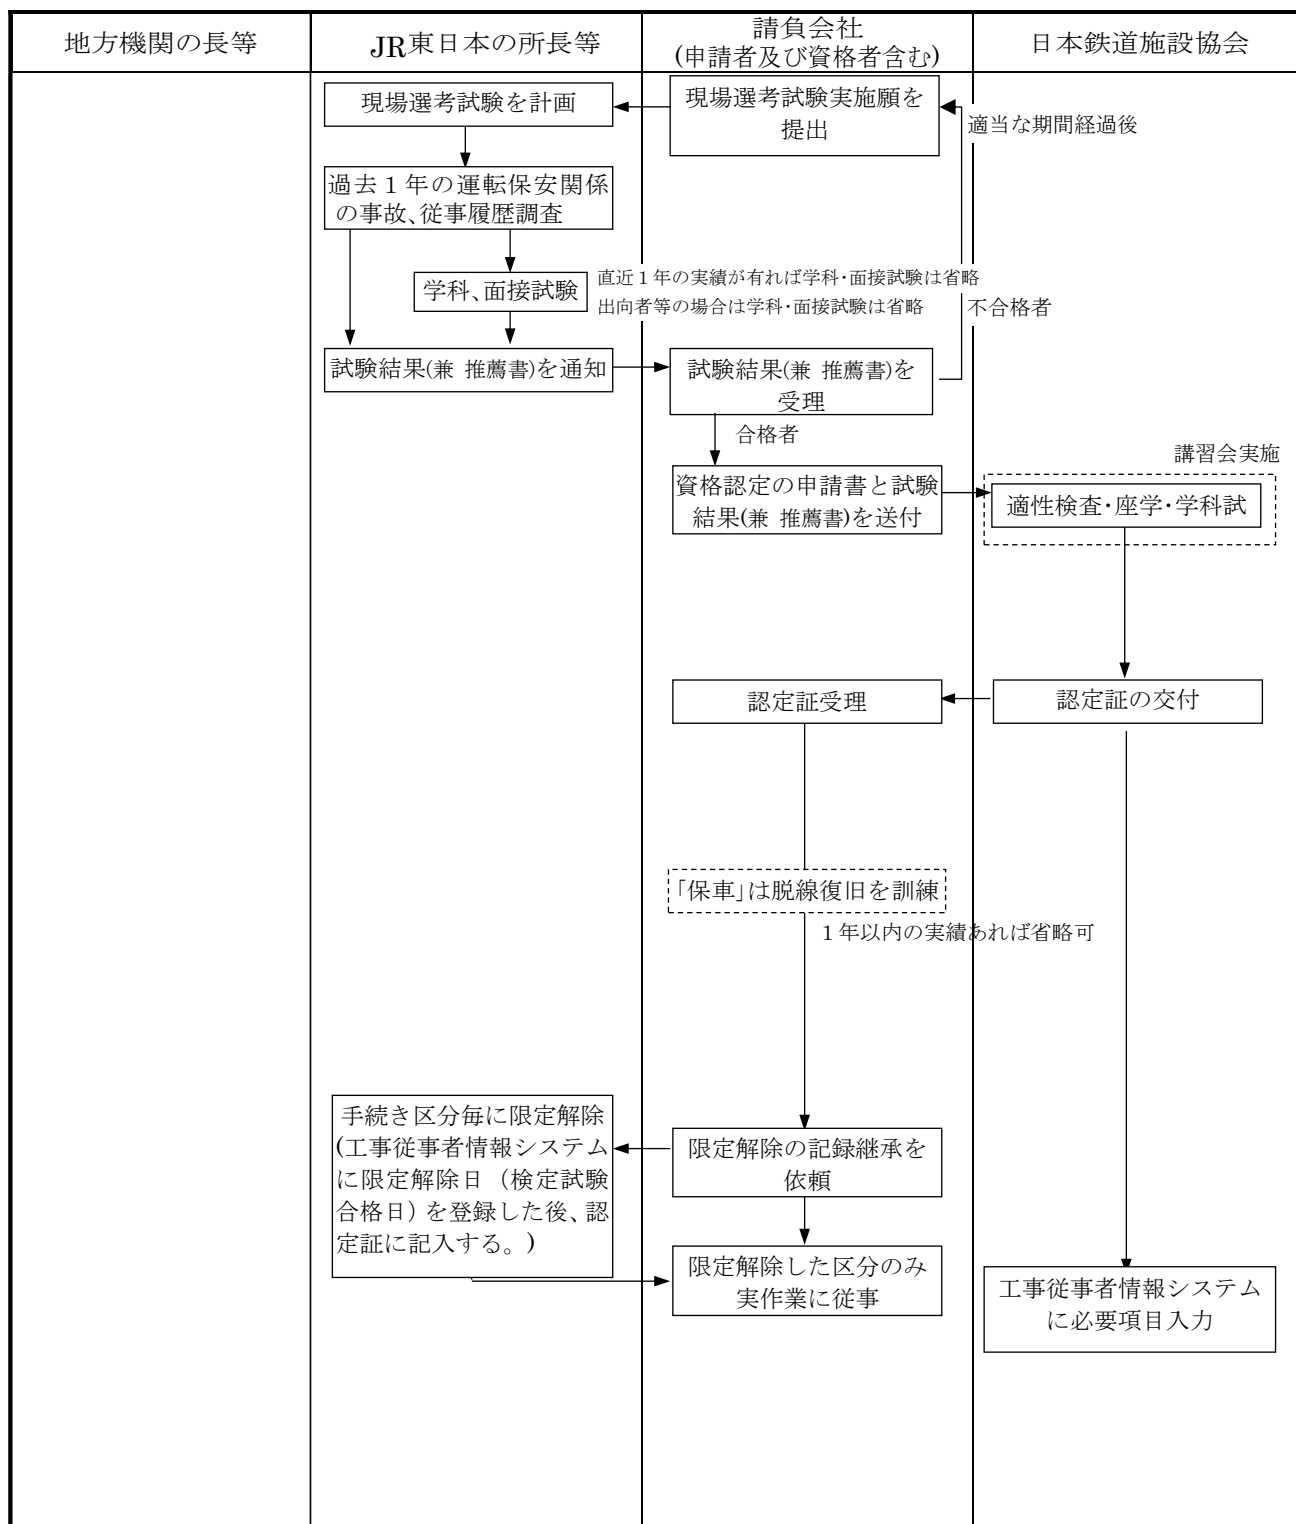 地方機関の長等
JR東日本の所長等
請負会社
(申請者及び資格者含む)
日本鉄道施設協会
現場選考試験を計画
現場選考試験実施願を
提出
適当な期間経過後
過去1年の運転保安関係
の事故、従事履歴調査
学科、面接試験
直近1年の実績が有れば学科・面接試験は省略
出向者等の場合は学科・面接試験は省略
不合格者
試験結果(兼 推薦書)を通知
試験結果(兼 推薦書)を
受理
合格者
講習会実施
資格認定の申請書と試験
結果(兼 推薦書)を送付
適性検査・座学・学科試
認定証受理
認定証の交付
「保車」は脱線復旧を訓練
1年以内の実績あれば省略可
手続き区分毎に限定解除
(工事従事者情報システム
に限定解除日(検定試験
合格日)を登録した後、認
定証に記入する。)
限定解除の記録継承を
依頼
限定解除した区分のみ
実作業に従事
工事従事者情報システム
に必要項目入力